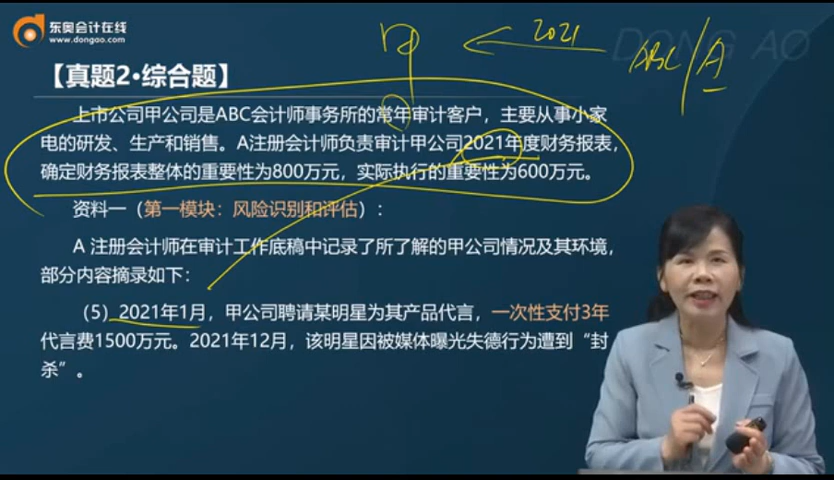 东奥会计在线
www.dongao.com
甲
2021
ABC/A
DONG AO
【真题2·综合题】
上市公司甲公司是ABC会计师事务所的常年审计客户，主要从事小家
电的研发、生产和销售。A注册会计师负责审计甲公司2021年度财务报表，
确定财务报表整体的重要性为800万元，实际执行的重要性为600万元。
资料一（第一模块：风险识别和评估）：
A 注册会计师在审计工作底稿中记录了所了解的甲公司情况及其环境，
部分内容摘录如下：
（5）2021年1月，甲公司聘请某明星为其产品代言，一次性支付3年
代言费1500万元。2021年12月，该明星因被媒体曝光失德行为遭到“封
杀”。